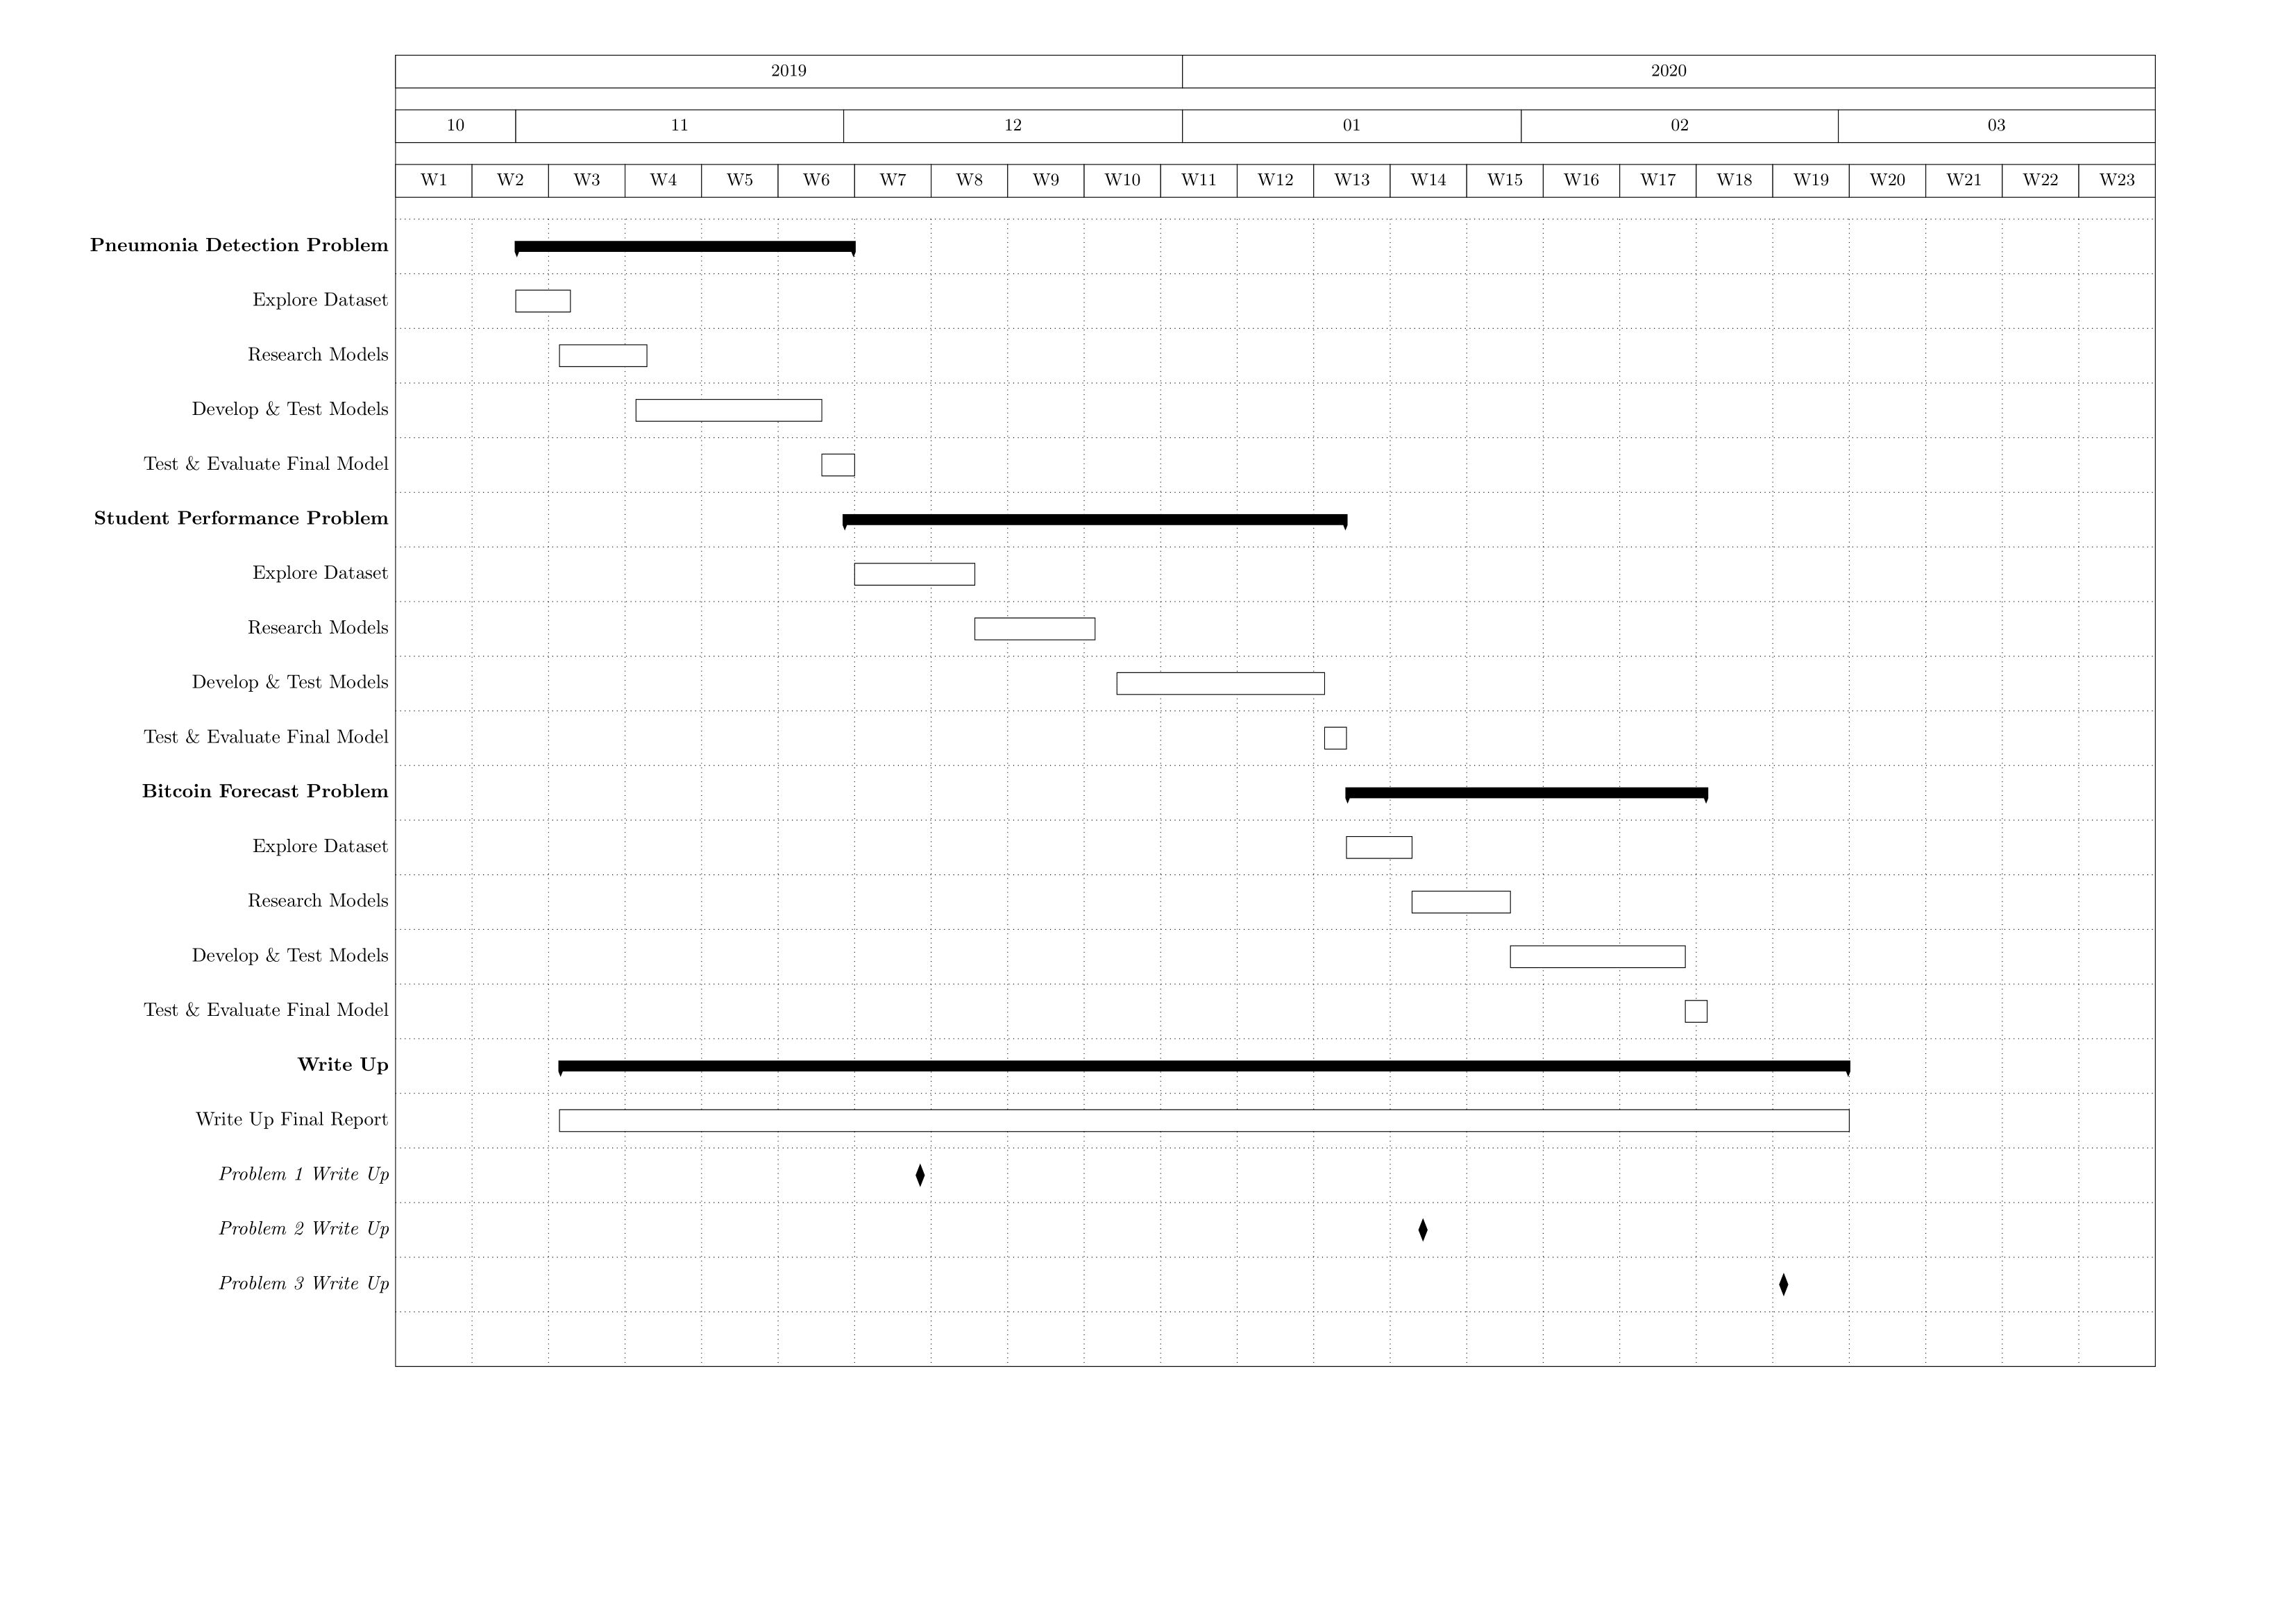 2019 2020
10 11 12 01 02 03
W1 W2 W3 W4 W5 W6 W7 W8 W9 W10 W11 W12 W13 W14 W15 W16 W17 W18 W19 W20 W21 W22 W23
Pneumonia Detection Problem
Explore Dataset
Research Models
Develop & Test Models
Test & Evaluate Final Model
Student Performance Problem
Explore Dataset
Research Models
Develop & Test Models
Test & Evaluate Final Model
Bitcoin Forecast Problem
Explore Dataset
Research Models
Develop & Test Models
Test & Evaluate Final Model
Write Up
Write Up Final Report
Problem 1 Write Up
Problem 2 Write Up
Problem 3 Write Up